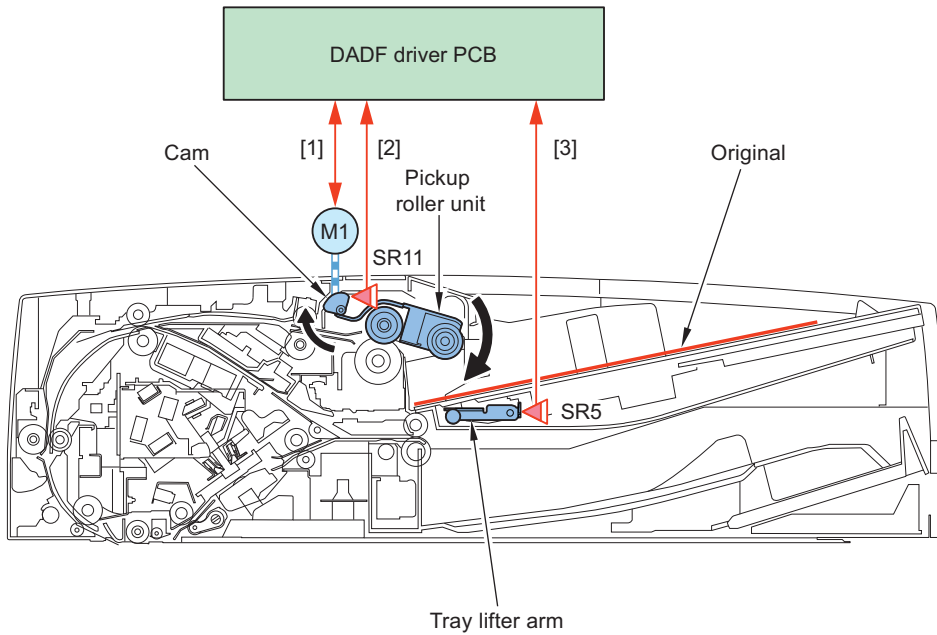 DADF driver PCB
[1]
[2]
[3]
Cam
Original
Pickup
roller unit
M1
SR11
SR5
Tray lifter arm